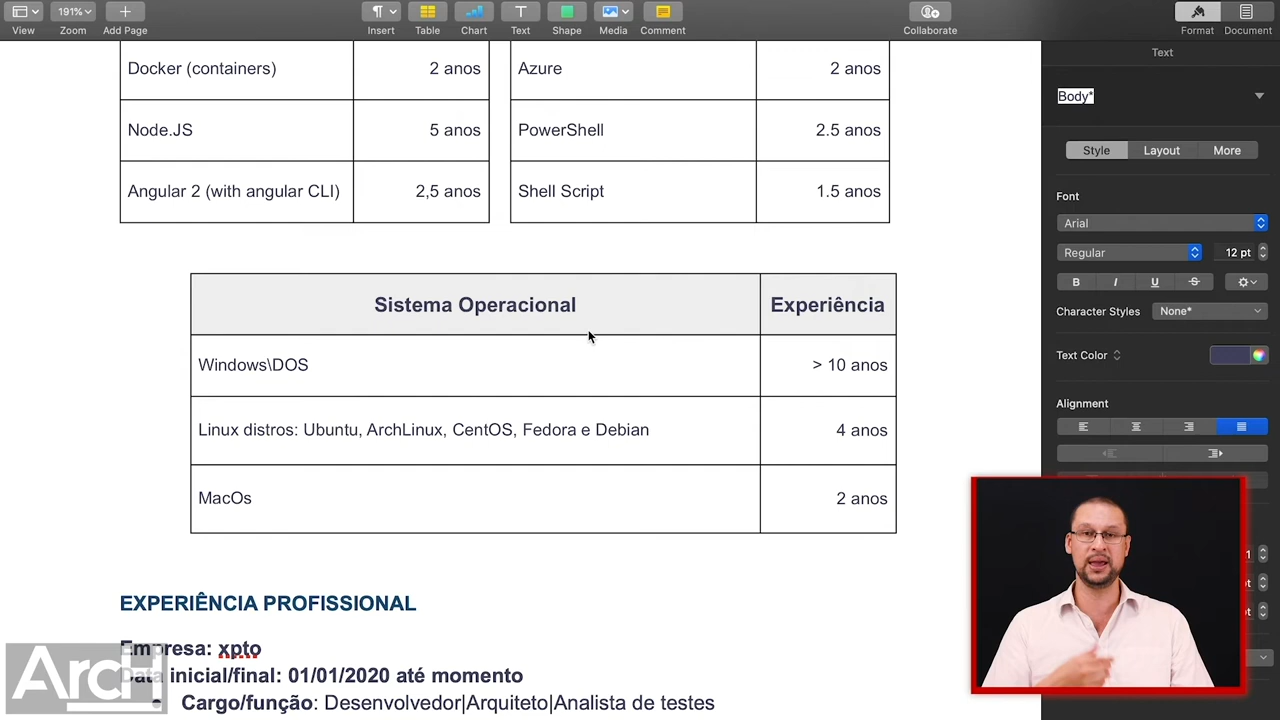 View
191%
Zoom
Add Page
Insert
Table
Chart
Text
Shape
Media
Comment
Collaborate
Format
Document
Text
Body*
Style
Layout
More
Font
Arial
Regular
12 pt
B
I
U
S
Character Styles
None*
Text Color
Alignment
Docker (containers) 2 anos
Azure 2 anos
Node.JS 5 anos
PowerShell 2.5 anos
Angular 2 (with angular CLI) 2,5 anos
Shell Script 1.5 anos
Sistema Operacional Experiência
Windows\DOS > 10 anos
Linux distros: Ubuntu, ArchLinux, CentOS, Fedora e Debian 4 anos
MacOs 2 anos
EXPERIÊNCIA PROFISSIONAL
Empresa: xpto
Data inicial/final: 01/01/2020 até momento
• Cargo/função: Desenvolvedor|Arquiteto|Analista de testes
ArcH